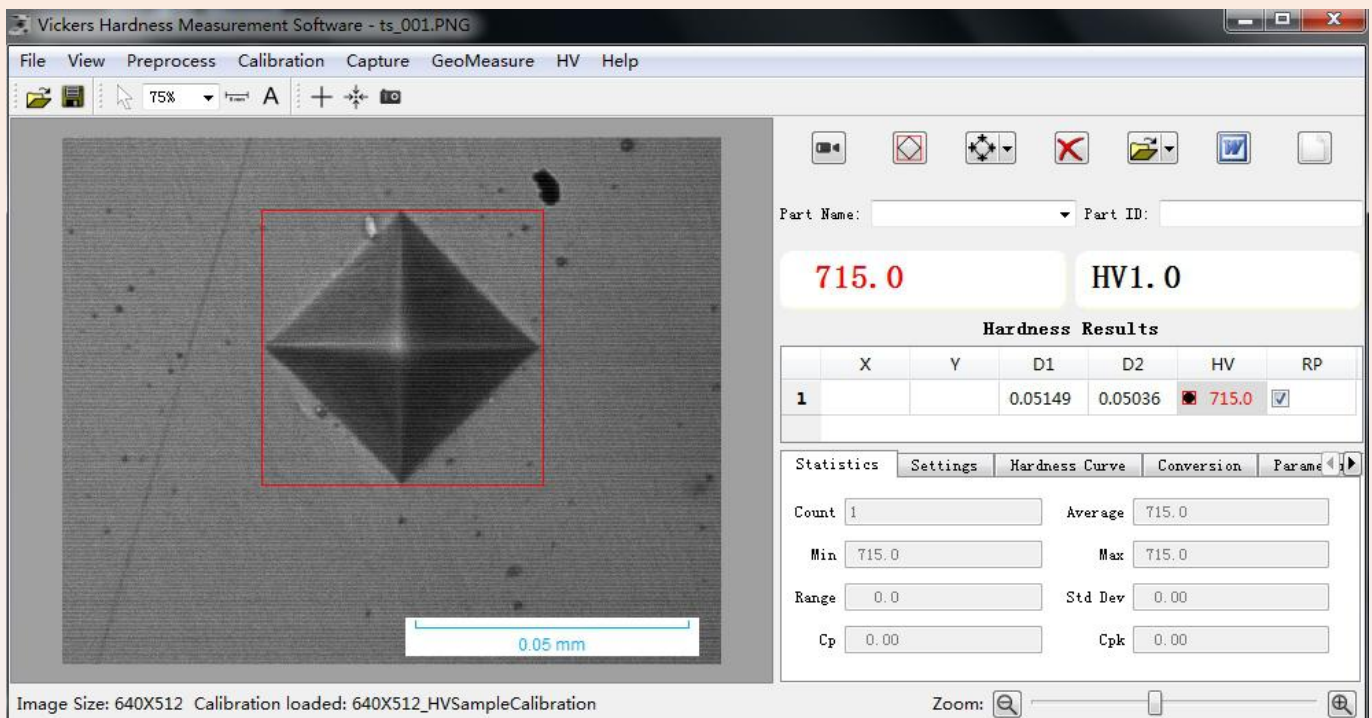 Vickers Hardness Measurement Software - ts_001.PNG
File View Preprocess Calibration Capture GeoMeasure HV Help
75% A
Part Name: Part ID:
715.0 HV1.0
Hardness Results
X Y D1 D2 HV RP
1 0.05149 0.05036 715.0
Statistics Settings Hardness Curve Conversion Parame
Count 1 Average 715.0
Min 715.0 Max 715.0
Range 0.0 Std Dev 0.00
Cp 0.00 Cpk 0.00
0.05 mm
Image Size: 640X512 Calibration loaded: 640X512_HVSampleCalibration Zoom: